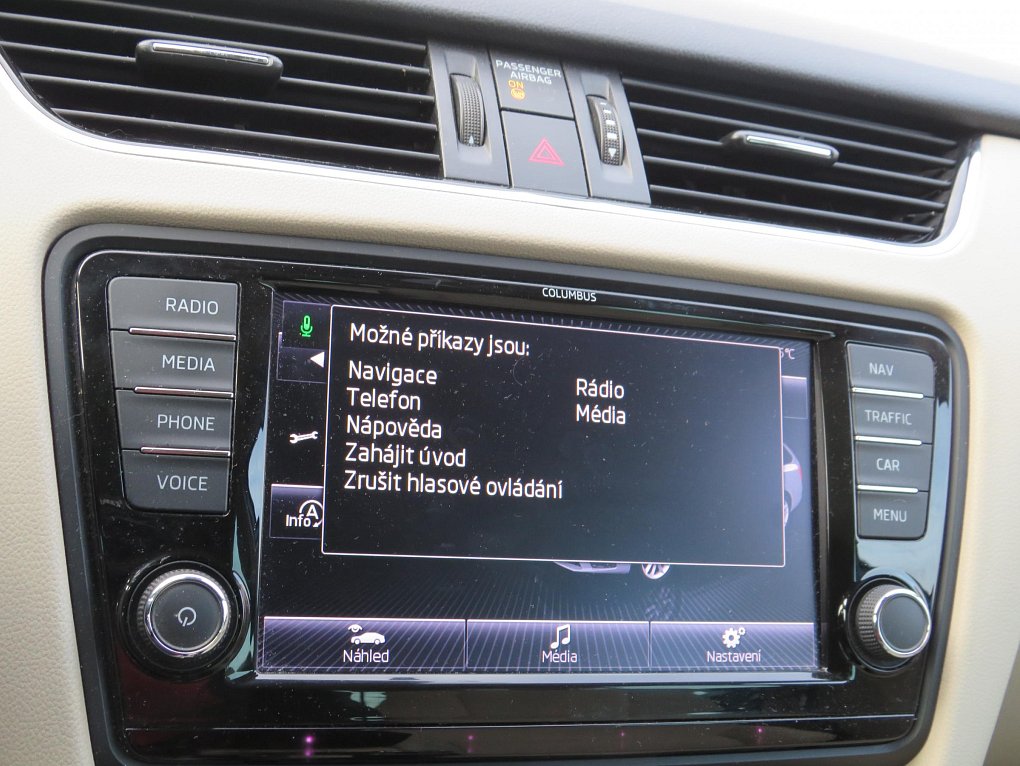 PASSENGER
AIRBAG
ON
COLUMBUS
RADIO
MEDIA
PHONE
VOICE
Možné příkazy jsou:
Navigace
Telefon
Nápověda
Zahájit úvod
Zrušit hlasové ovládání
Rádio
Média
°C
A
Info
Náhled
Média
Nastavení
NAV
TRAFFIC
CAR
MENU